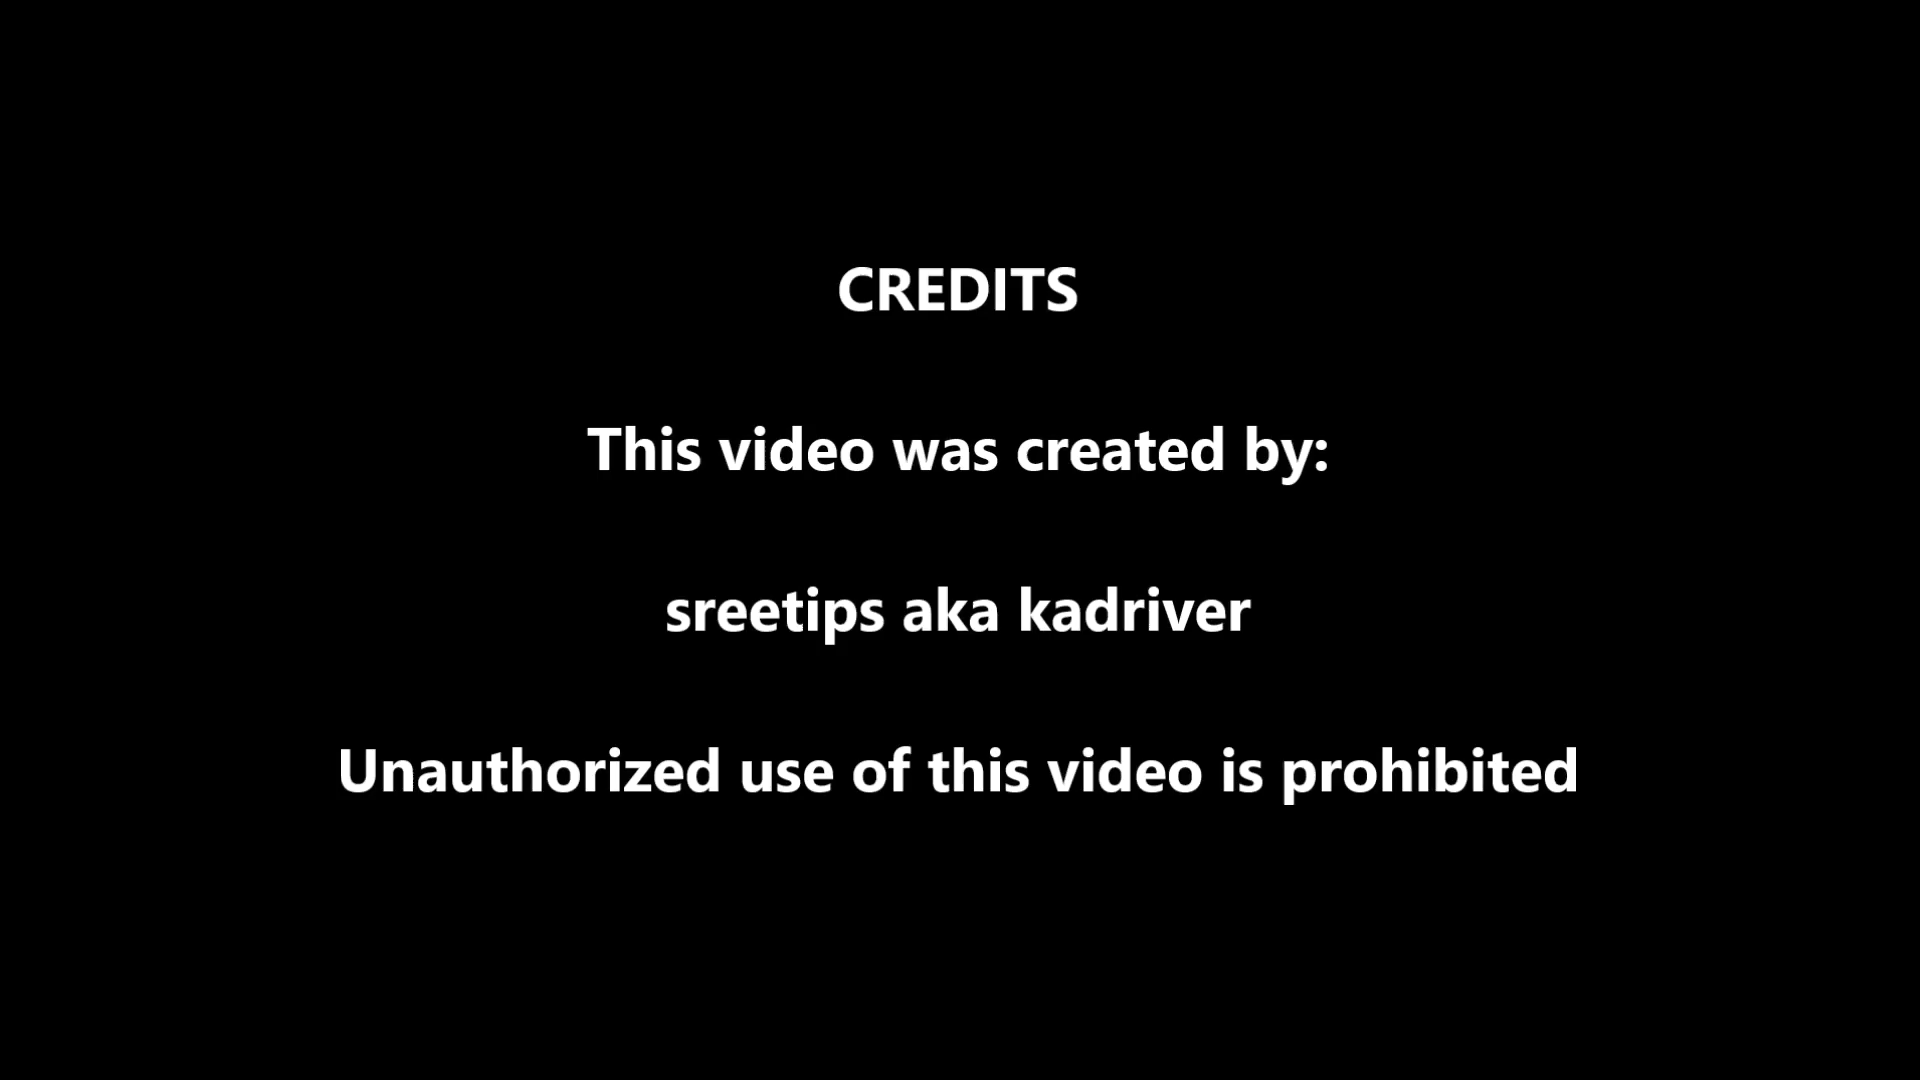 CREDITS
This video was created by:
sreetips aka kadriver
Unauthorized use of this video is prohibited